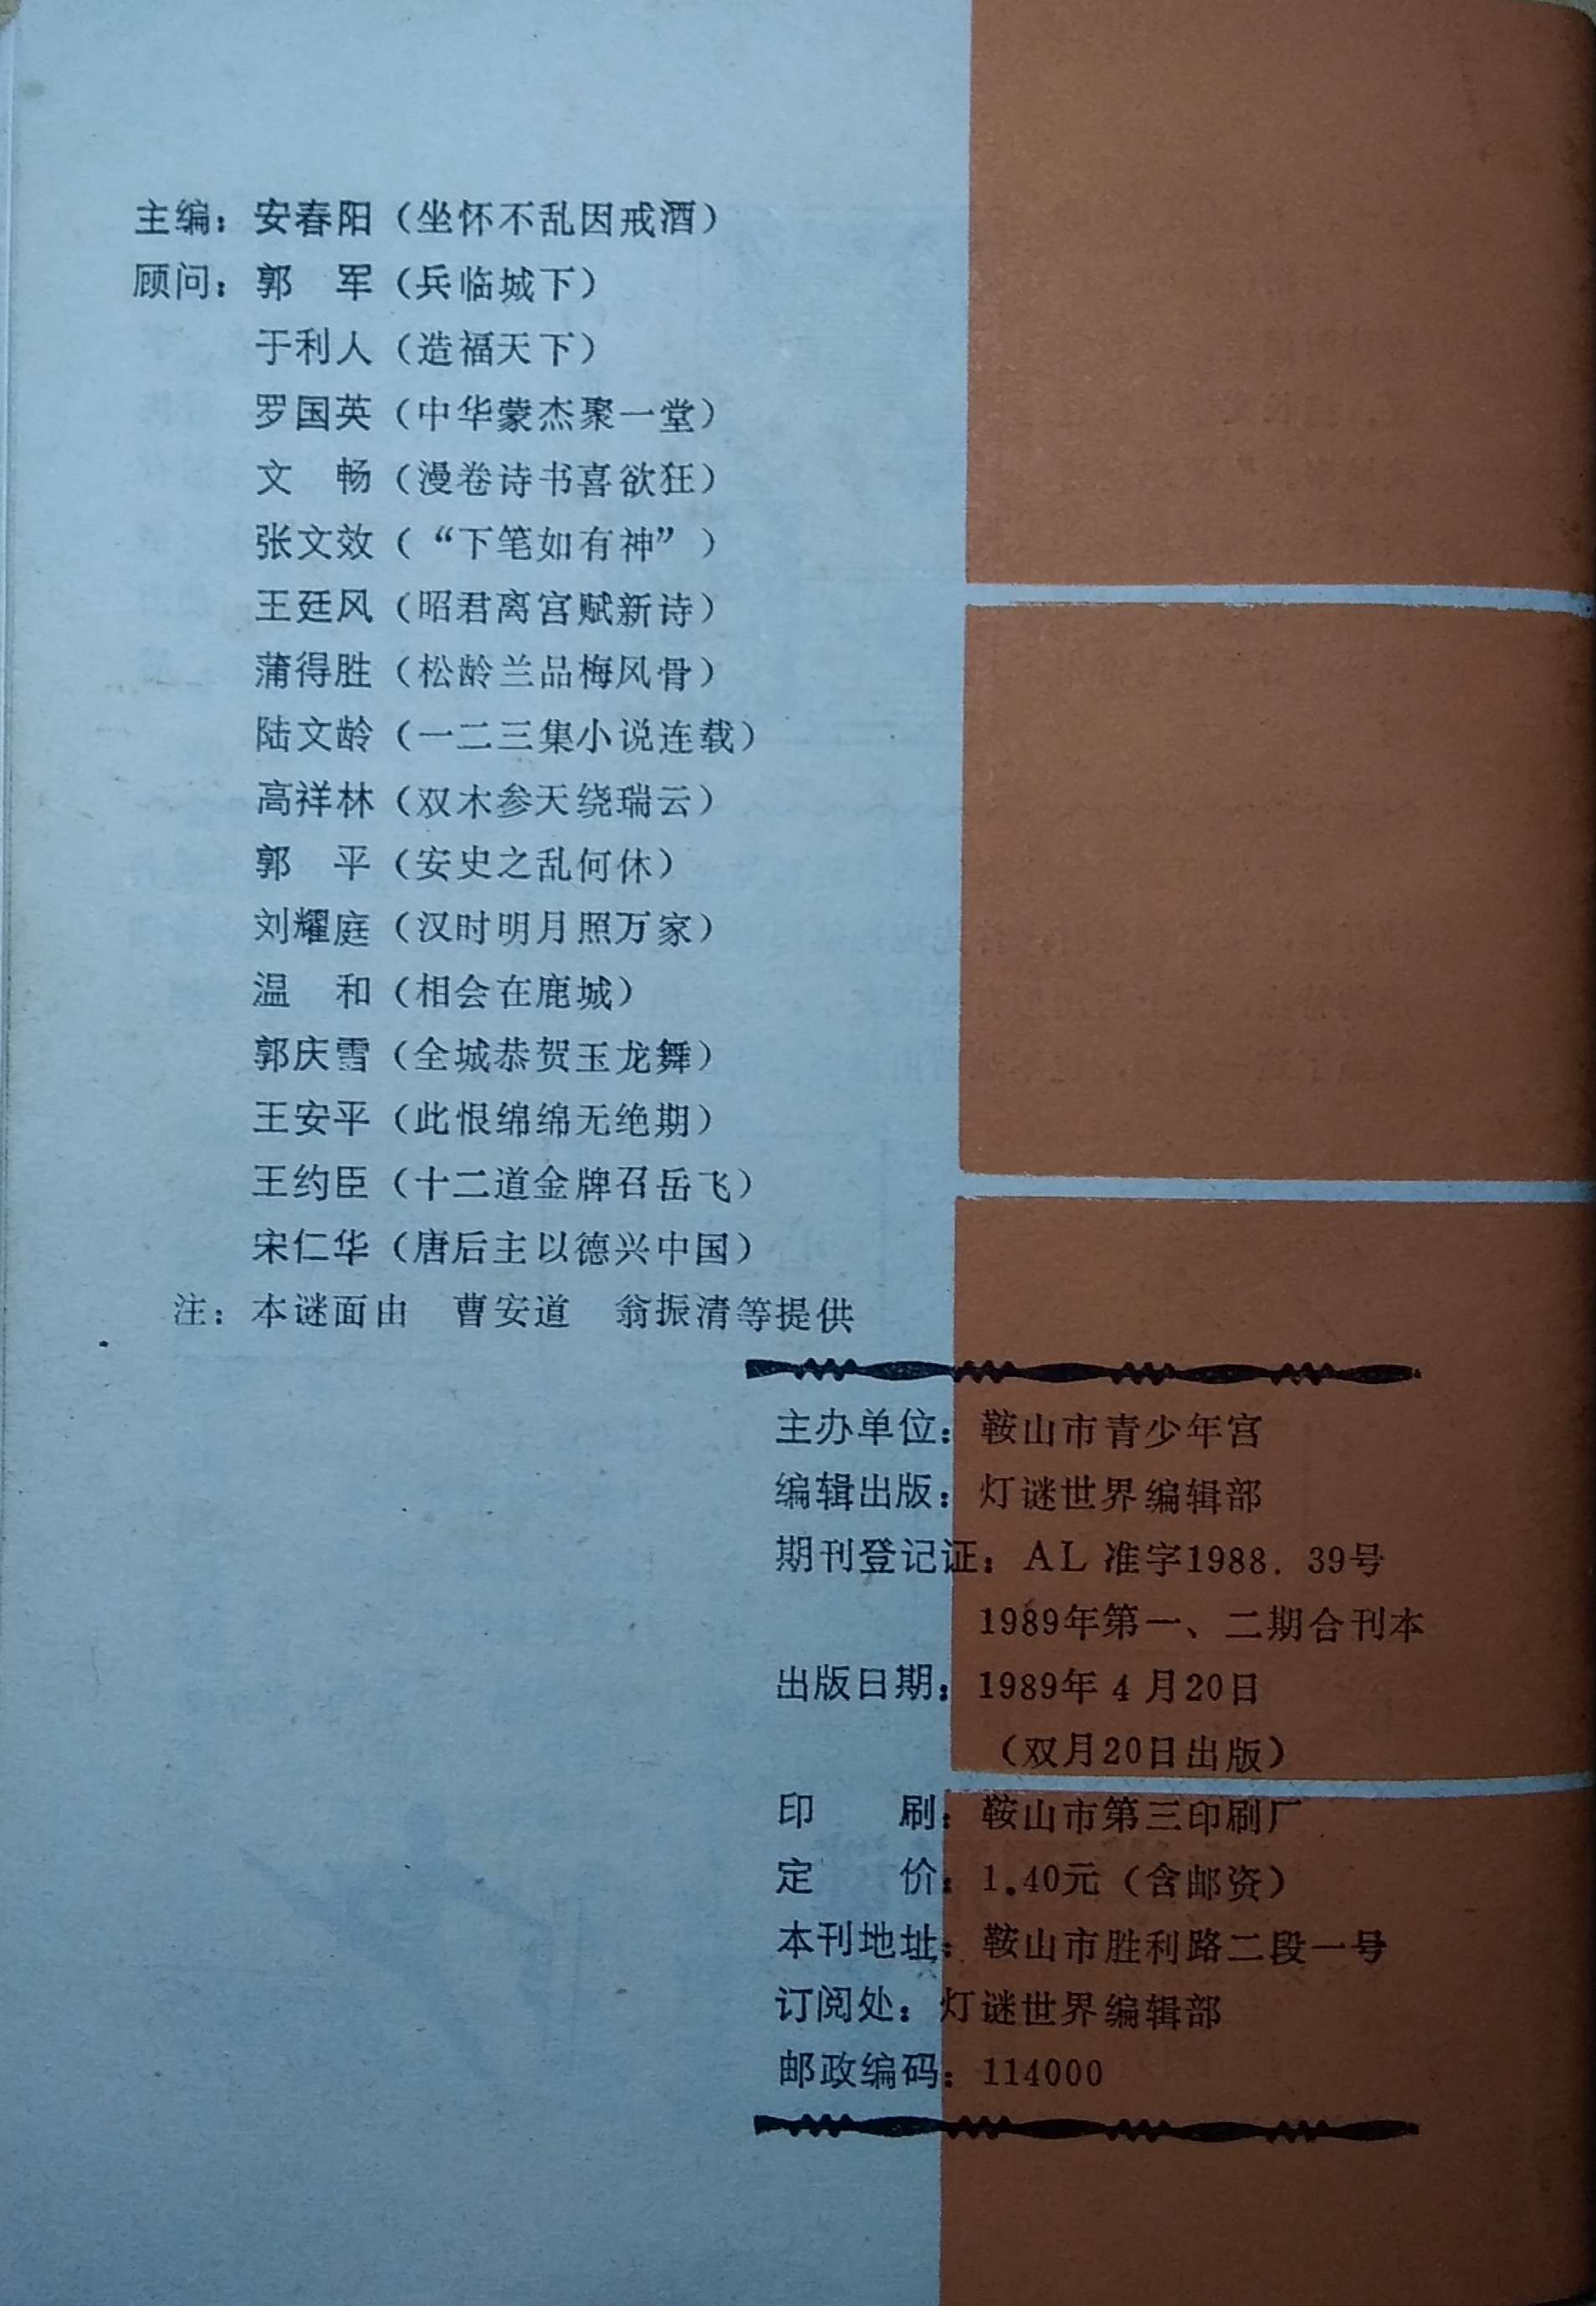 主编：安春阳（坐怀不乱因戒酒）
顾问：郭　军（兵临城下）
于利人（造福天下）
罗国英（中华蒙杰聚一堂）
文　畅（漫卷诗书喜欲狂）
张文效（“下笔如有神”）
王廷风（昭君离宫赋新诗）
蒲得胜（松龄兰品梅风骨）
陆文龄（一二三集小说连载）
高祥林（双木参天绕瑞云）
郭　平（安史之乱何休）
刘耀庭（汉时明月照万家）
温　和（相会在鹿城）
郭庆雪（全城恭贺玉龙舞）
王安平（此恨绵绵无绝期）
王约臣（十二道金牌召岳飞）
宋仁华（唐后主以德兴中国）
注：本谜面由　曹安道　翁振清等提供
主办单位：鞍山市青少年宫
编辑出版：灯谜世界编辑部
期刊登记证：AL 准字1988．39号
1989年第一、二期合刊本
出版日期：1989年4月20日
（双月20日出版）
印　　刷：鞍山市第三印刷厂
定　　价：1.40元（含邮资）
本刊地址：鞍山市胜利路二段一号
订阅处：灯谜世界编辑部
邮政编码：114000